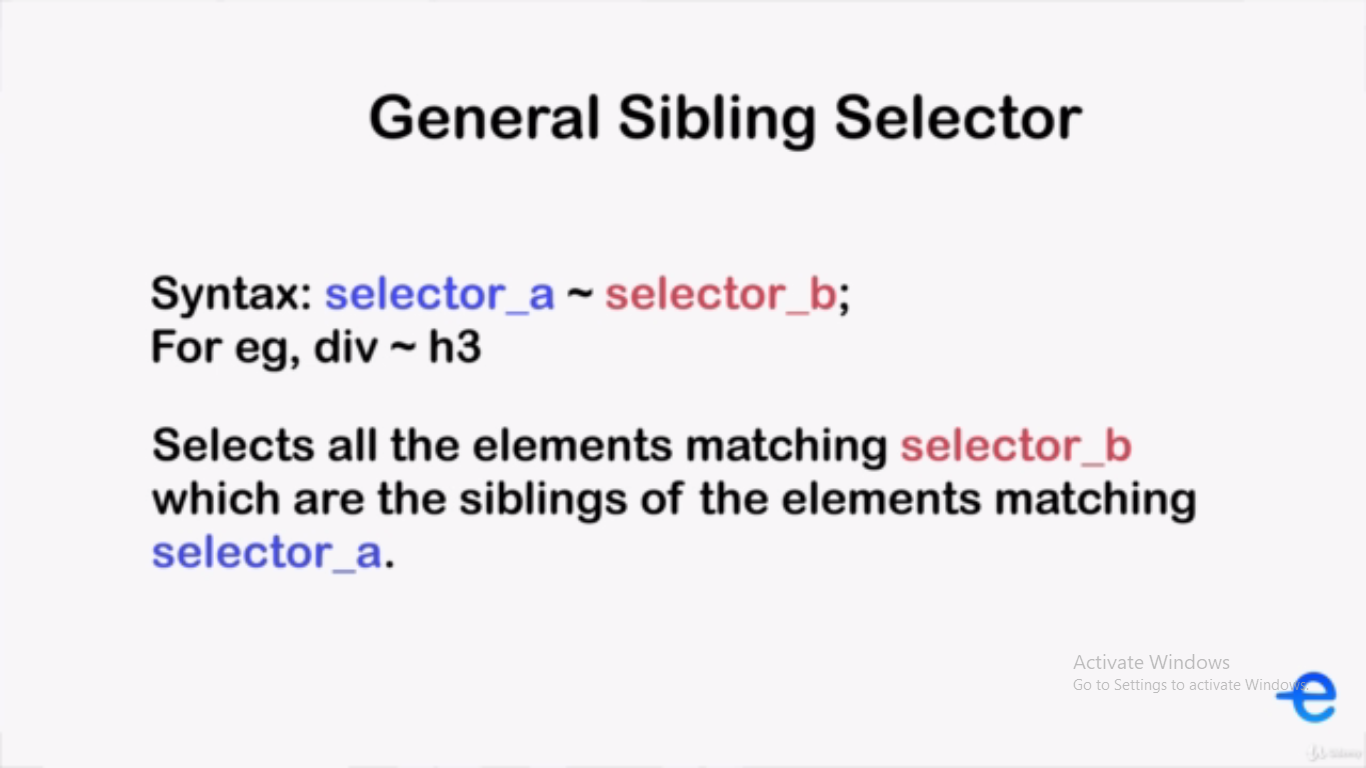 General Sibling Selector
Syntax: selector_a ~ selector_b;
For eg, div ~ h3
Selects all the elements matching selector_b
which are the siblings of the elements matching
selector_a.
Activate Windows
Go to Settings to activate Windows.
Udemy